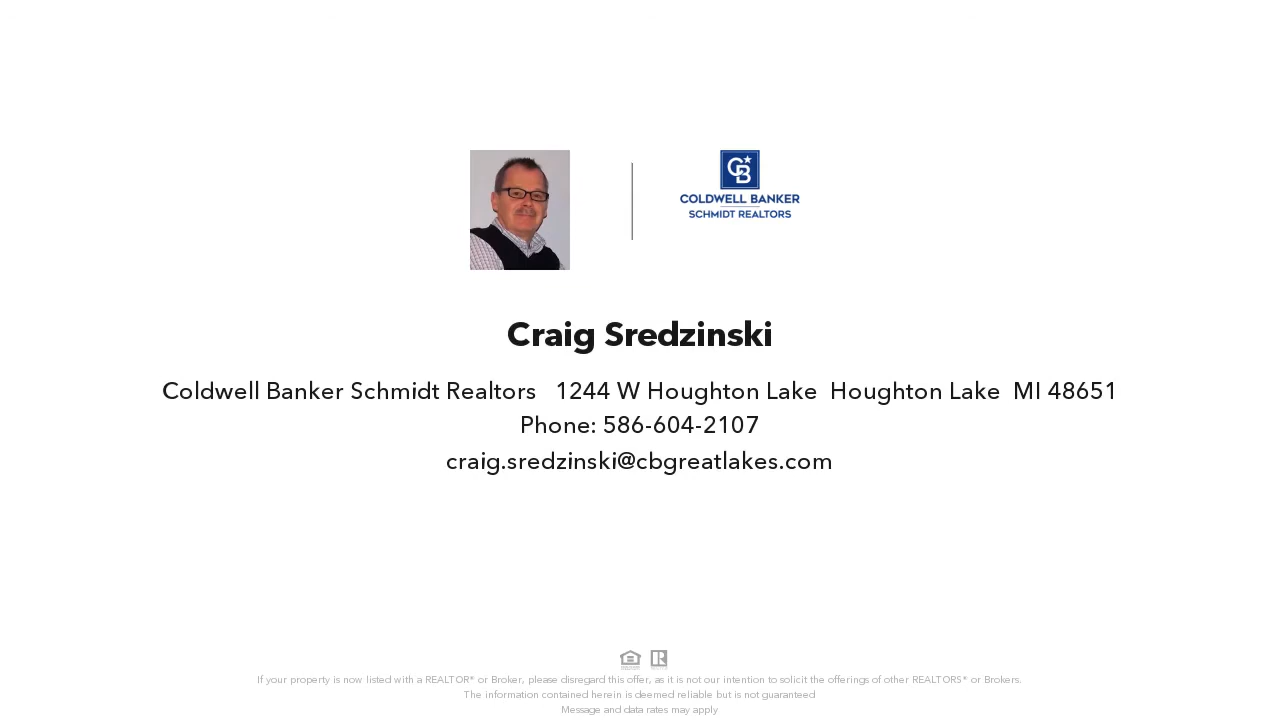 CB
COLDWELL BANKER
SCHMIDT REALTORS
Craig Sredzinski
Coldwell Banker Schmidt Realtors   1244 W Houghton Lake  Houghton Lake  MI 48651
Phone: 586-604-2107
craig.sredzinski@cbgreatlakes.com
If your property is now listed with a REALTOR® or Broker, please disregard this offer, as it is not our intention to solicit the offerings of other REALTORS® or Brokers.
The information contained herein is deemed reliable but is not guaranteed
Message and data rates may apply